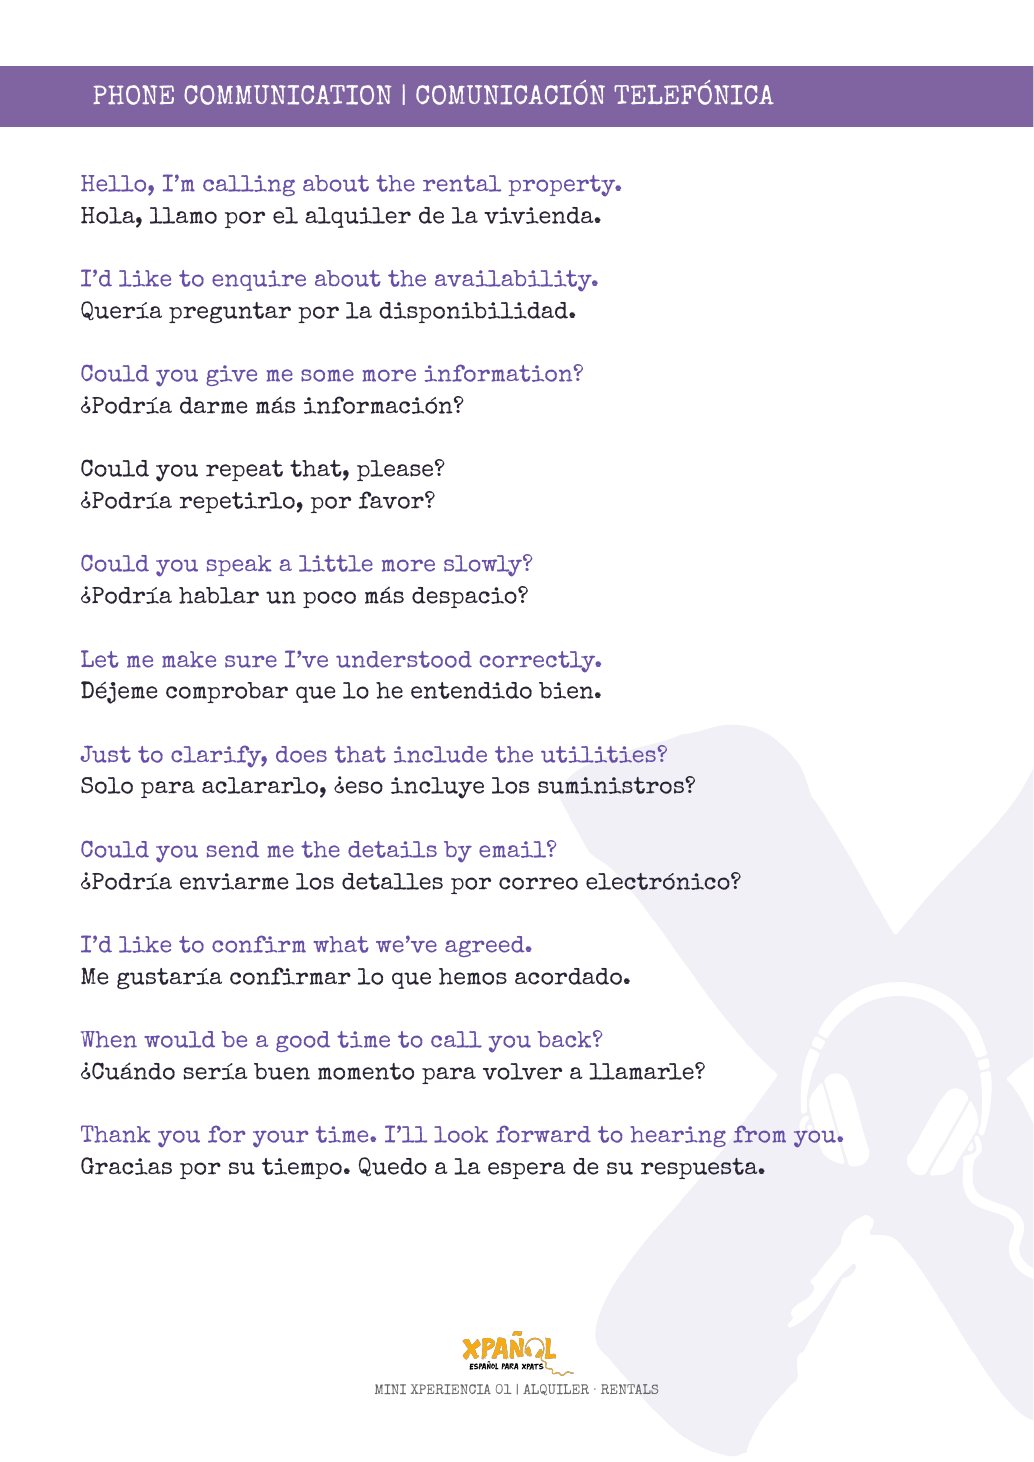 PHONE COMMUNICATION | COMUNICACIÓN TELEFÓNICA
Hello, I'm calling about the rental property.
Hola, llamo por el alquiler de la vivienda.
I'd like to enquire about the availability.
Quería preguntar por la disponibilidad.
Could you give me some more information?
¿Podría darme más información?
Could you repeat that, please?
¿Podría repetirlo, por favor?
Could you speak a little more slowly?
¿Podría hablar un poco más despacio?
Let me make sure I've understood correctly.
Déjeme comprobar que lo he entendido bien.
Just to clarify, does that include the utilities?
Solo para aclararlo, ¿eso incluye los suministros?
Could you send me the details by email?
¿Podría enviarme los detalles por correo electrónico?
I'd like to confirm what we've agreed.
Me gustaría confirmar lo que hemos acordado.
When would be a good time to call you back?
¿Cuándo sería buen momento para volver a llamarle?
Thank you for your time. I'll look forward to hearing from you.
Gracias por su tiempo. Quedo a la espera de su respuesta.
XPAÑOL
ESPAÑOL PARA XPATS
MINI XPERIENCIA 01 | ALQUILER · RENTALS